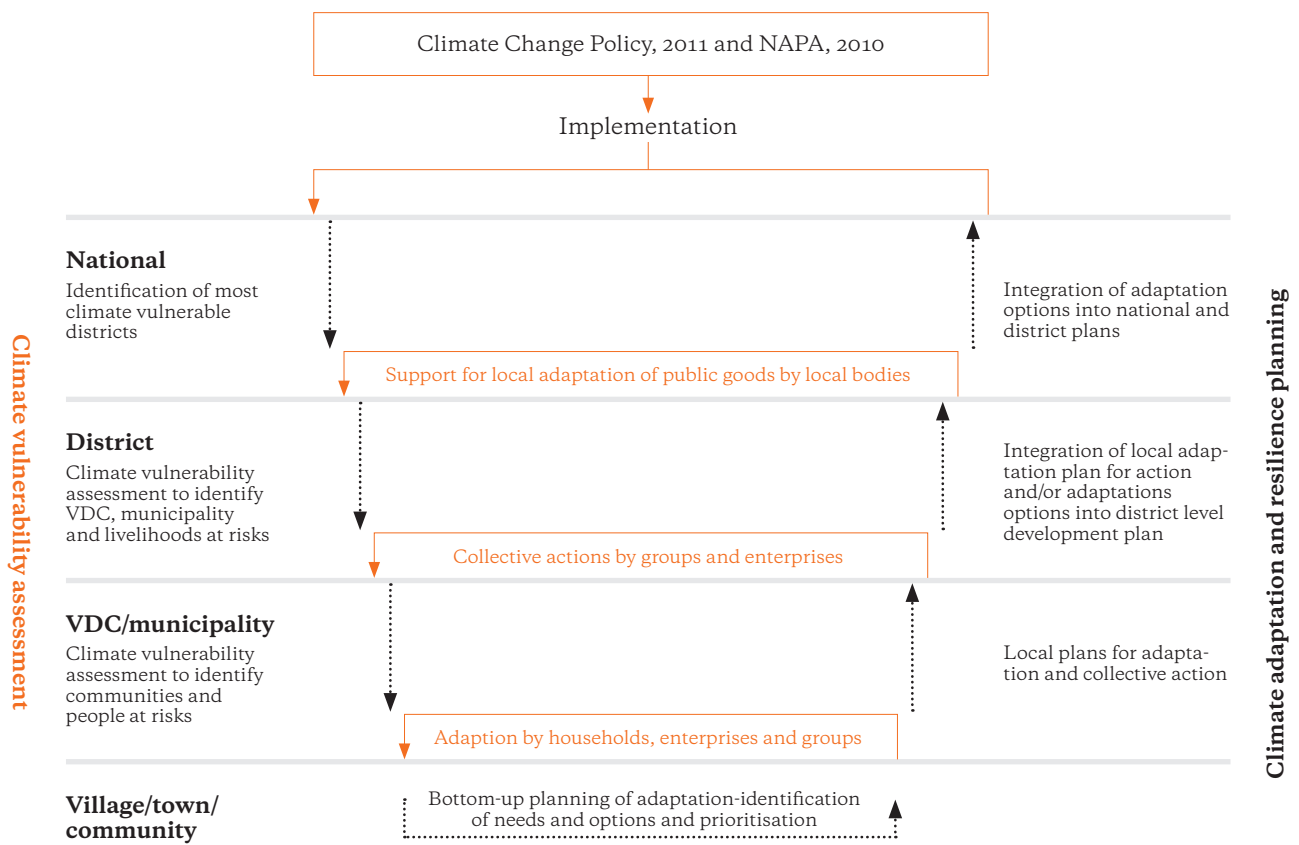 Climate Change Policy, 2011 and NAPA, 2010
Implementation
Climate vulnerability assessment
National
Identification of most
climate vulnerable
districts
Integration of adaptation
options into national and
district plans
Support for local adaptation of public goods by local bodies
District
Climate vulnerability
assessment to identify
VDC, municipality
and livelihoods at risks
Integration of local adap-
tation plan for action
and/or adaptations
options into district level
development plan
Collective actions by groups and enterprises
VDC/municipality
Climate vulnerability
assessment to identify
communities and
people at risks
Local plans for adapta-
tion and collective action
Adaption by households, enterprises and groups
Village/town/
community
Bottom-up planning of adaptation-identification
of needs and options and prioritisation
Climate adaptation and resilience planning